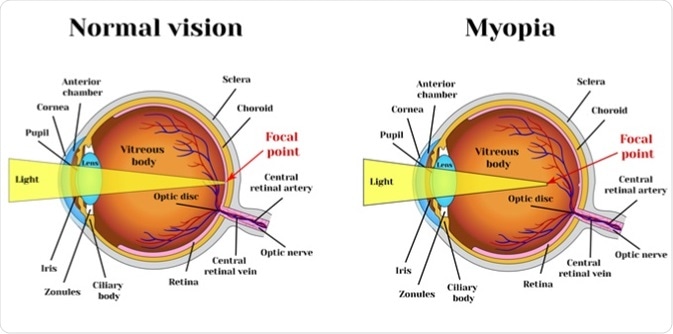 Normal vision
Anterior
chamber
Cornea
Pupil
Sclera
Choroid
Focal
point
Lens
Vitreous
body
Light
Optic disc
Central
retinal artery
Optic nerve
Central
retinal vein
Retina
Ciliary
body
Zonules
Iris
Myopia
Anterior
chamber
Cornea
Pupil
Sclera
Choroid
Focal
point
Lens
Vitreous
body
Light
Optic disc
Central
retinal artery
Optic nerve
Central
retinal vein
Retina
Ciliary
body
Zonules
Iris